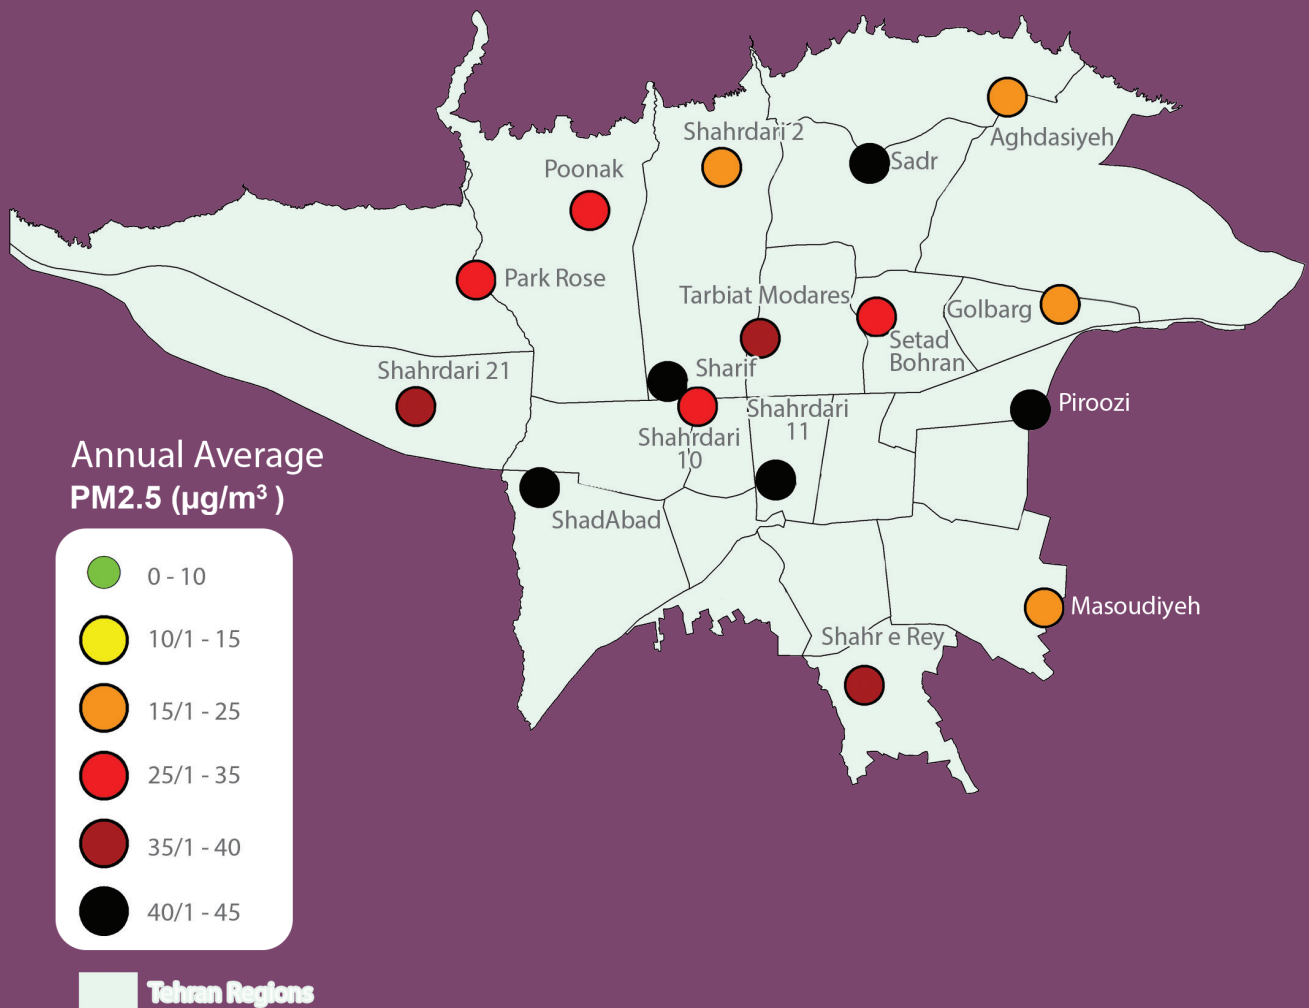 Shahrdari 2
Aghdasiyeh
Sadr
Poonak
Park Rose
Tarbiat Modares
Golbarg
Setad
Bohran
Sharif
Shahrdari 21
Piroozi
Shahrdari
11
Shahrdari
10
ShadAbad
Masoudiyeh
Shahr e Rey
Annual Average
PM2.5 (µg/m³ )
0 - 10
10/1 - 15
15/1 - 25
25/1 - 35
35/1 - 40
40/1 - 45
Tehran Regions